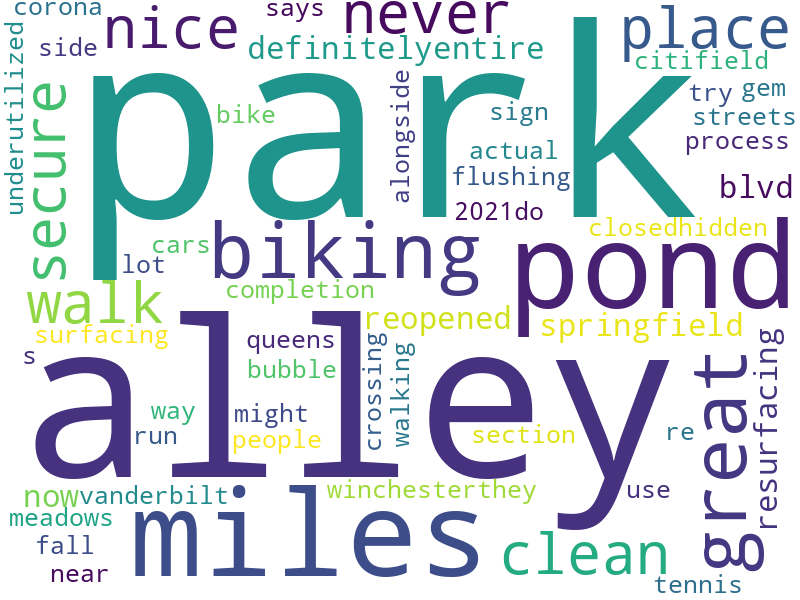 corona
says
never
nice
place
side
definitelyentire
citifield
underutilized
park
secure
bike
alongside
sign
try
gem
streets
process
actual
flushing
blvd
2021do
closedhidden
cars
biking
pond
lot
walk
completion
reopened
springfield
surfacing
alley
queens
crossing
walking
great
resurfacing
s
bubble
way
might
run
people
section
re
now
vanderbilt
miles
winchesterthey
use
meadows
clean
fall
near
tennis